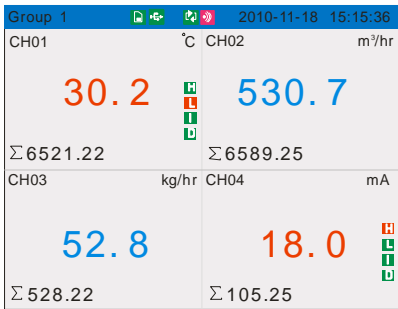 Group 1 2010-11-18 15:15:36
CH01 °C
30.2
H
L
I
D
Σ6521.22
CH02 m³/hr
530.7
Σ6589.25
CH03 kg/hr
52.8
Σ528.22
CH04 mA
18.0
H
L
I
D
Σ105.25